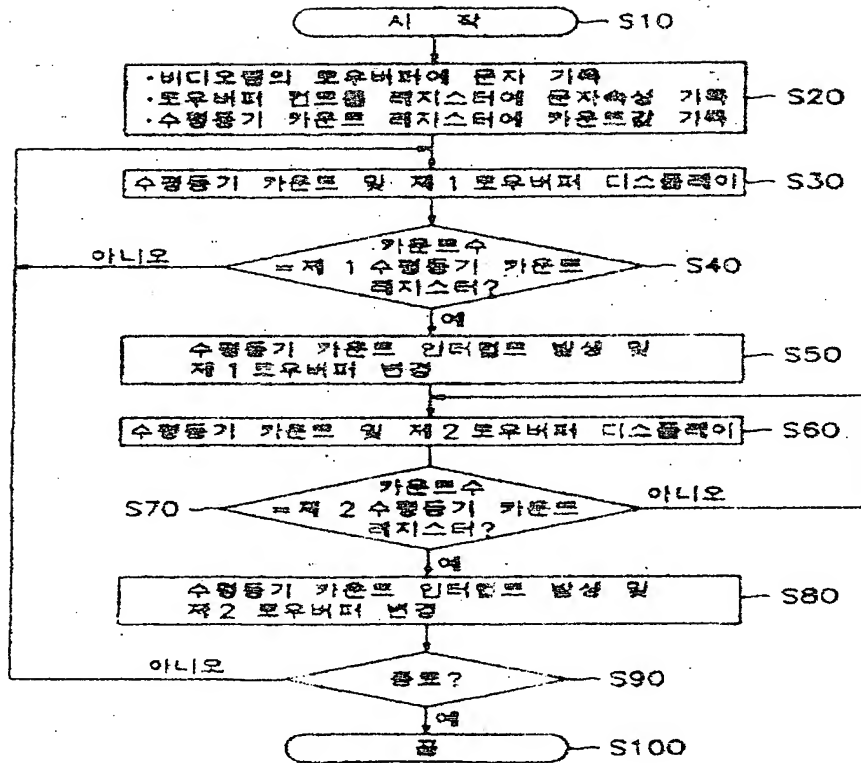 시 작 S10
·비디오램의 로우버퍼에 문자 기록
·로우버퍼 컨트롤 레지스터에 문자속성 기록 S20
·수평동기 카운트 레지스터에 카운트값 기록
수평동기 카운트 및 제1 로우버퍼 디스플레이 S30
아니오
카운트수
= 제 1 수평동기 카운트 S40
레지스터?
예
수평동기 카운트 인터럽트 발생 및 S50
제1 로우버퍼 변경
수평동기 카운트 및 제2 로우버퍼 디스플레이 S60
카운트수
S70 = 제 2 수평동기 카운트 아니오
레지스터?
예
수평동기 카운트 인터럽트 발생 및 S80
제2 로우버퍼 변경
아니오
종료? S90
예
끝 S100